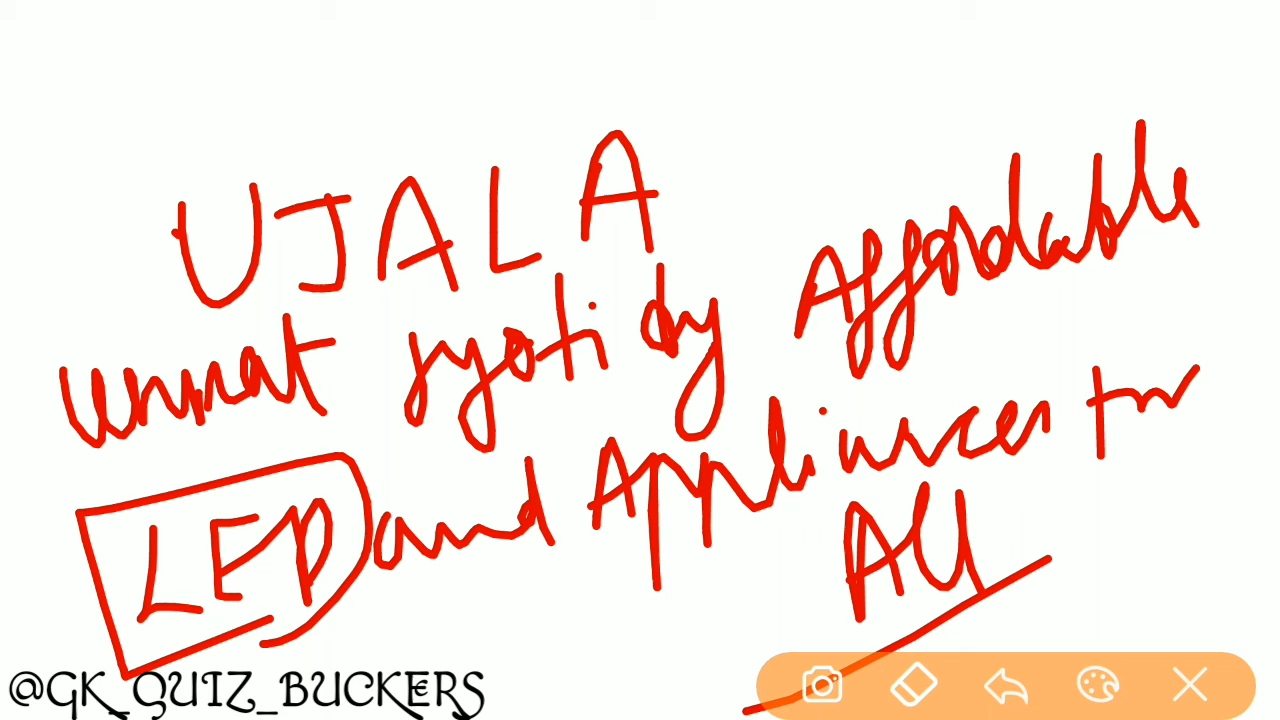 UJALA
unnat jyoti by Affordable
LED and Appliances for
All
@GK_QUIZ_BUCKERS